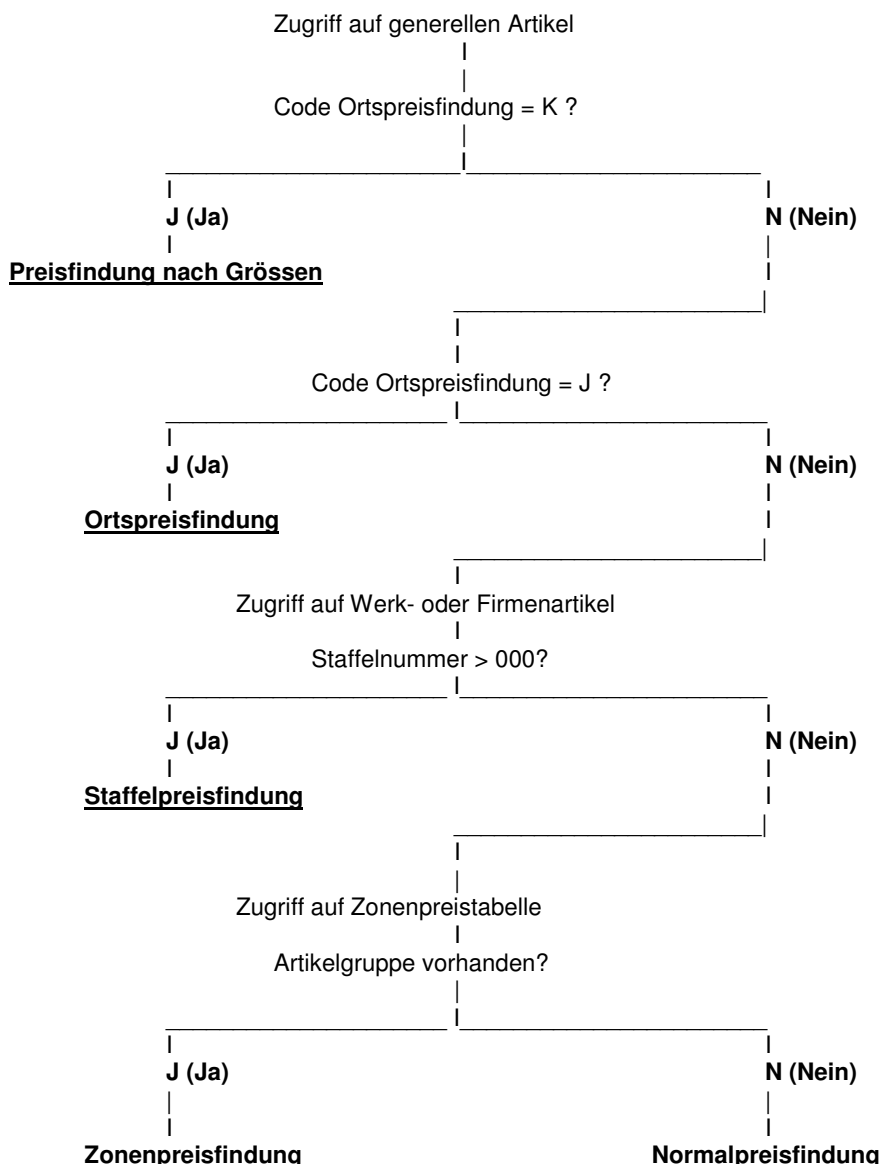 Zugriff auf generellen Artikel
Code Ortspreisfindung = K ?
J (Ja) N (Nein)
Preisfindung nach Grössen
Code Ortspreisfindung = J ?
J (Ja) N (Nein)
Ortspreisfindung
Zugriff auf Werk- oder Firmenartikel
Staffelnummer > 000?
J (Ja) N (Nein)
Staffelpreisfindung
Zugriff auf Zonenpreistabelle
Artikelgruppe vorhanden?
J (Ja) N (Nein)
Zonenpreisfindung Normalpreisfindung